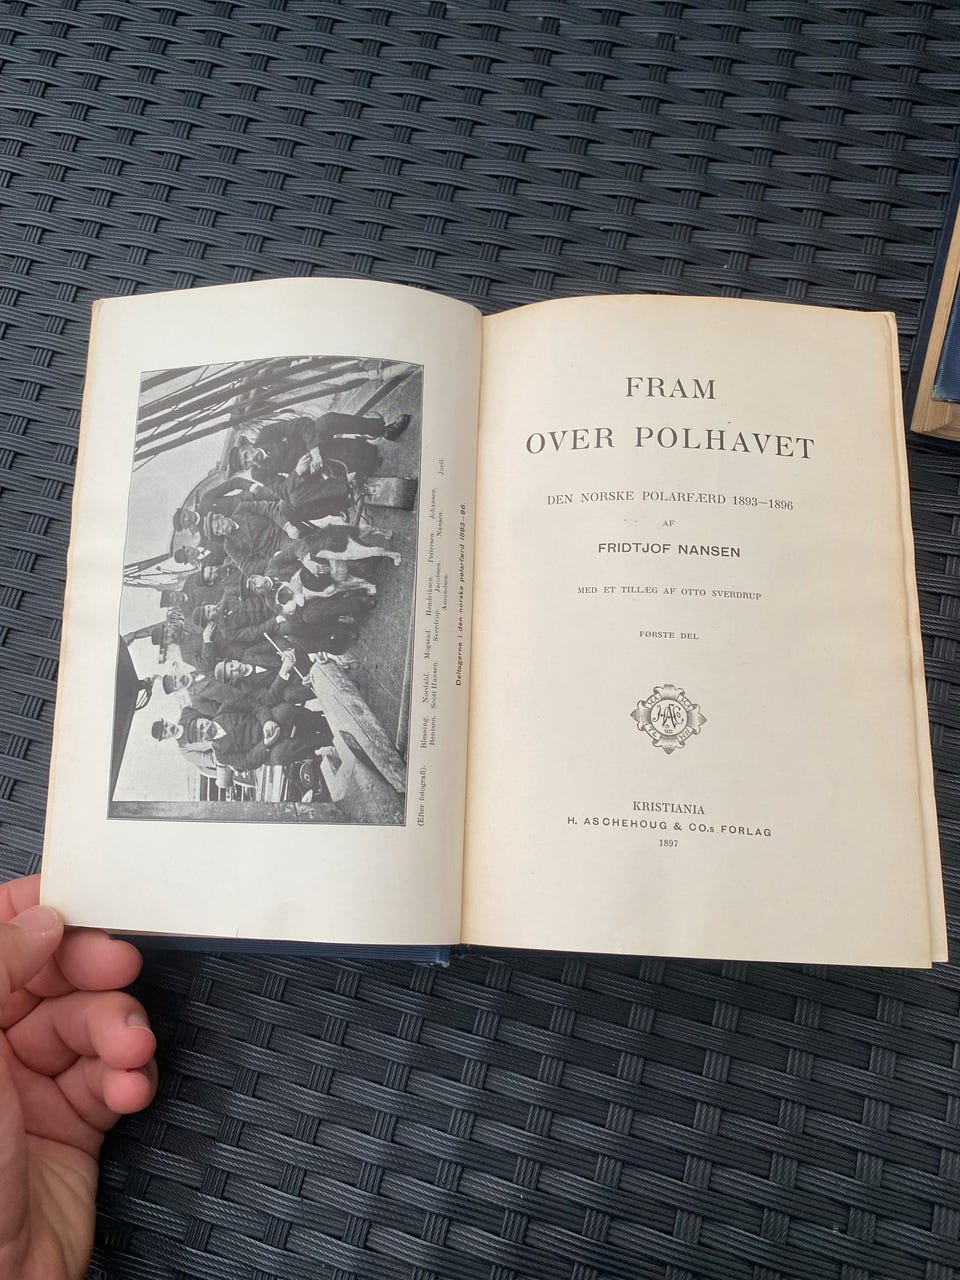 (Efter fotografi). Blessing. Nordahl. Mogstad. Hendriksen. Pettersen. Johansen. Juell.
Bentsen. Scott Hansen. Sverdrup. Jacobsen. Nansen.
Amundsen.
Deltagerne i den norske polarfærd 1893—96.
FRAM
OVER POLHAVET
DEN NORSKE POLARFÆRD 1893—1896
AF
FRIDTJOF NANSEN
MED ET TILLÆG AF OTTO SVERDRUP
FØRSTE DEL
KRISTIANIA
H. ASCHEHOUG & CO.s FORLAG
1897